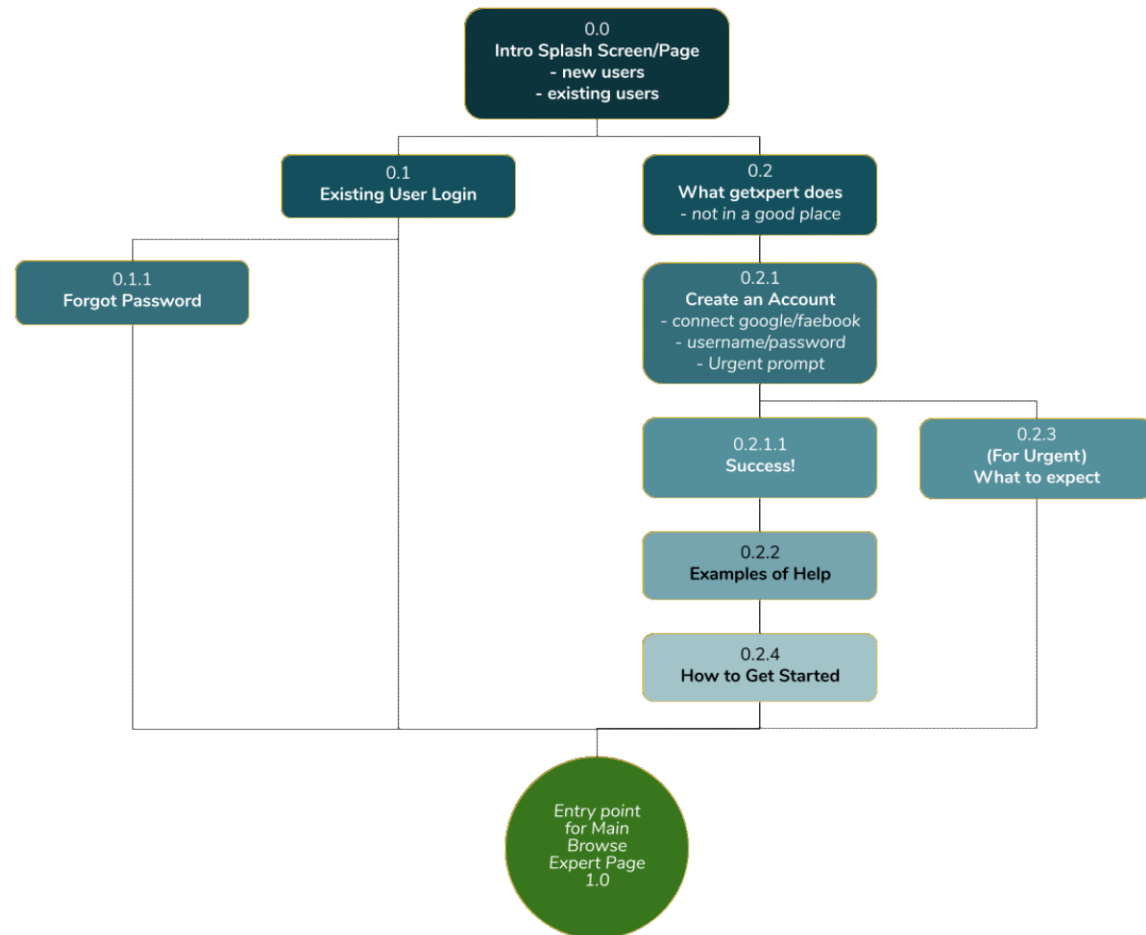 0.0
Intro Splash Screen/Page
- new users
- existing users
0.1
Existing User Login
0.2
What getxpert does
- not in a good place
0.1.1
Forgot Password
0.2.1
Create an Account
- connect google/faebook
- username/password
- Urgent prompt
0.2.1.1
Success!
0.2.3
(For Urgent)
What to expect
0.2.2
Examples of Help
0.2.4
How to Get Started
Entry point
for Main
Browse
Expert Page
1.0